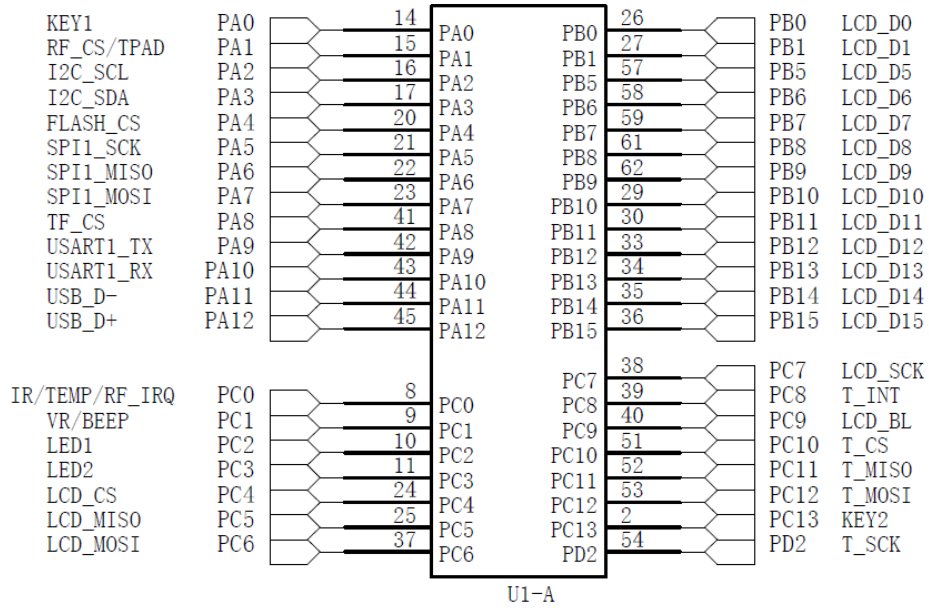 KEY1 PA0 14 PA0 PB0 26 PB0 LCD_D0
RF_CS/TPAD PA1 15 PA1 PB1 27 PB1 LCD_D1
I2C_SCL PA2 16 PA2 PB5 57 PB5 LCD_D5
I2C_SDA PA3 17 PA3 PB6 58 PB6 LCD_D6
FLASH_CS PA4 20 PA4 PB7 59 PB7 LCD_D7
SPI1_SCK PA5 21 PA5 PB8 61 PB8 LCD_D8
SPI1_MISO PA6 22 PA6 PB9 62 PB9 LCD_D9
SPI1_MOSI PA7 23 PA7 PB10 29 PB10 LCD_D10
TF_CS PA8 41 PA8 PB11 30 PB11 LCD_D11
USART1_TX PA9 42 PA9 PB12 33 PB12 LCD_D12
USART1_RX PA10 43 PA10 PB13 34 PB13 LCD_D13
USB_D- PA11 44 PA11 PB14 35 PB14 LCD_D14
USB_D+ PA12 45 PA12 PB15 36 PB15 LCD_D15
PC7 38 PC7 LCD_SCK
IR/TEMP/RF_IRQ PC0 8 PC0 PC8 39 PC8 T_INT
VR/BEEP PC1 9 PC1 PC9 40 PC9 LCD_BL
LED1 PC2 10 PC2 PC10 51 PC10 T_CS
LED2 PC3 11 PC3 PC11 52 PC11 T_MISO
LCD_CS PC4 24 PC4 PC12 53 PC12 T_MOSI
LCD_MISO PC5 25 PC5 PC13 2 PC13 KEY2
LCD_MOSI PC6 37 PC6 PD2 54 PD2 T_SCK
U1-A